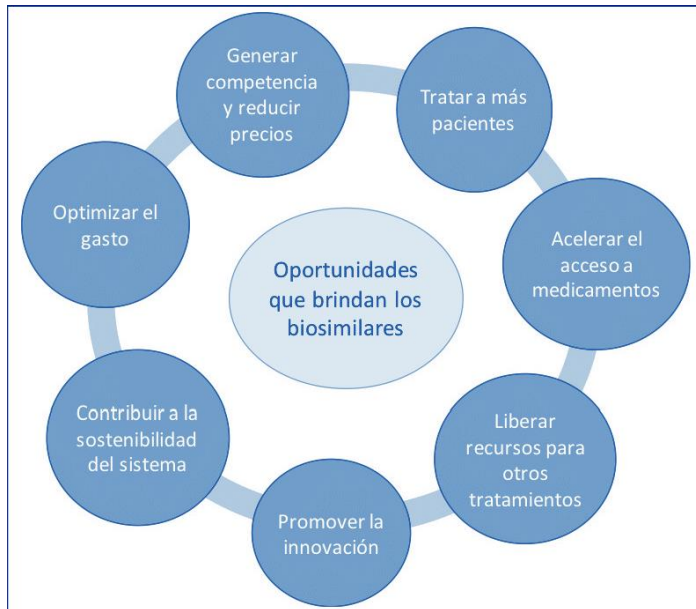 Generar
competencia
y reducir
precios
Tratar a más
pacientes
Acelerar el
acceso a
medicamentos
Liberar
recursos para
otros
tratamientos
Promover la
innovación
Contribuir a la
sostenibilidad
del sistema
Optimizar el
gasto
Oportunidades
que brindan los
biosimilares